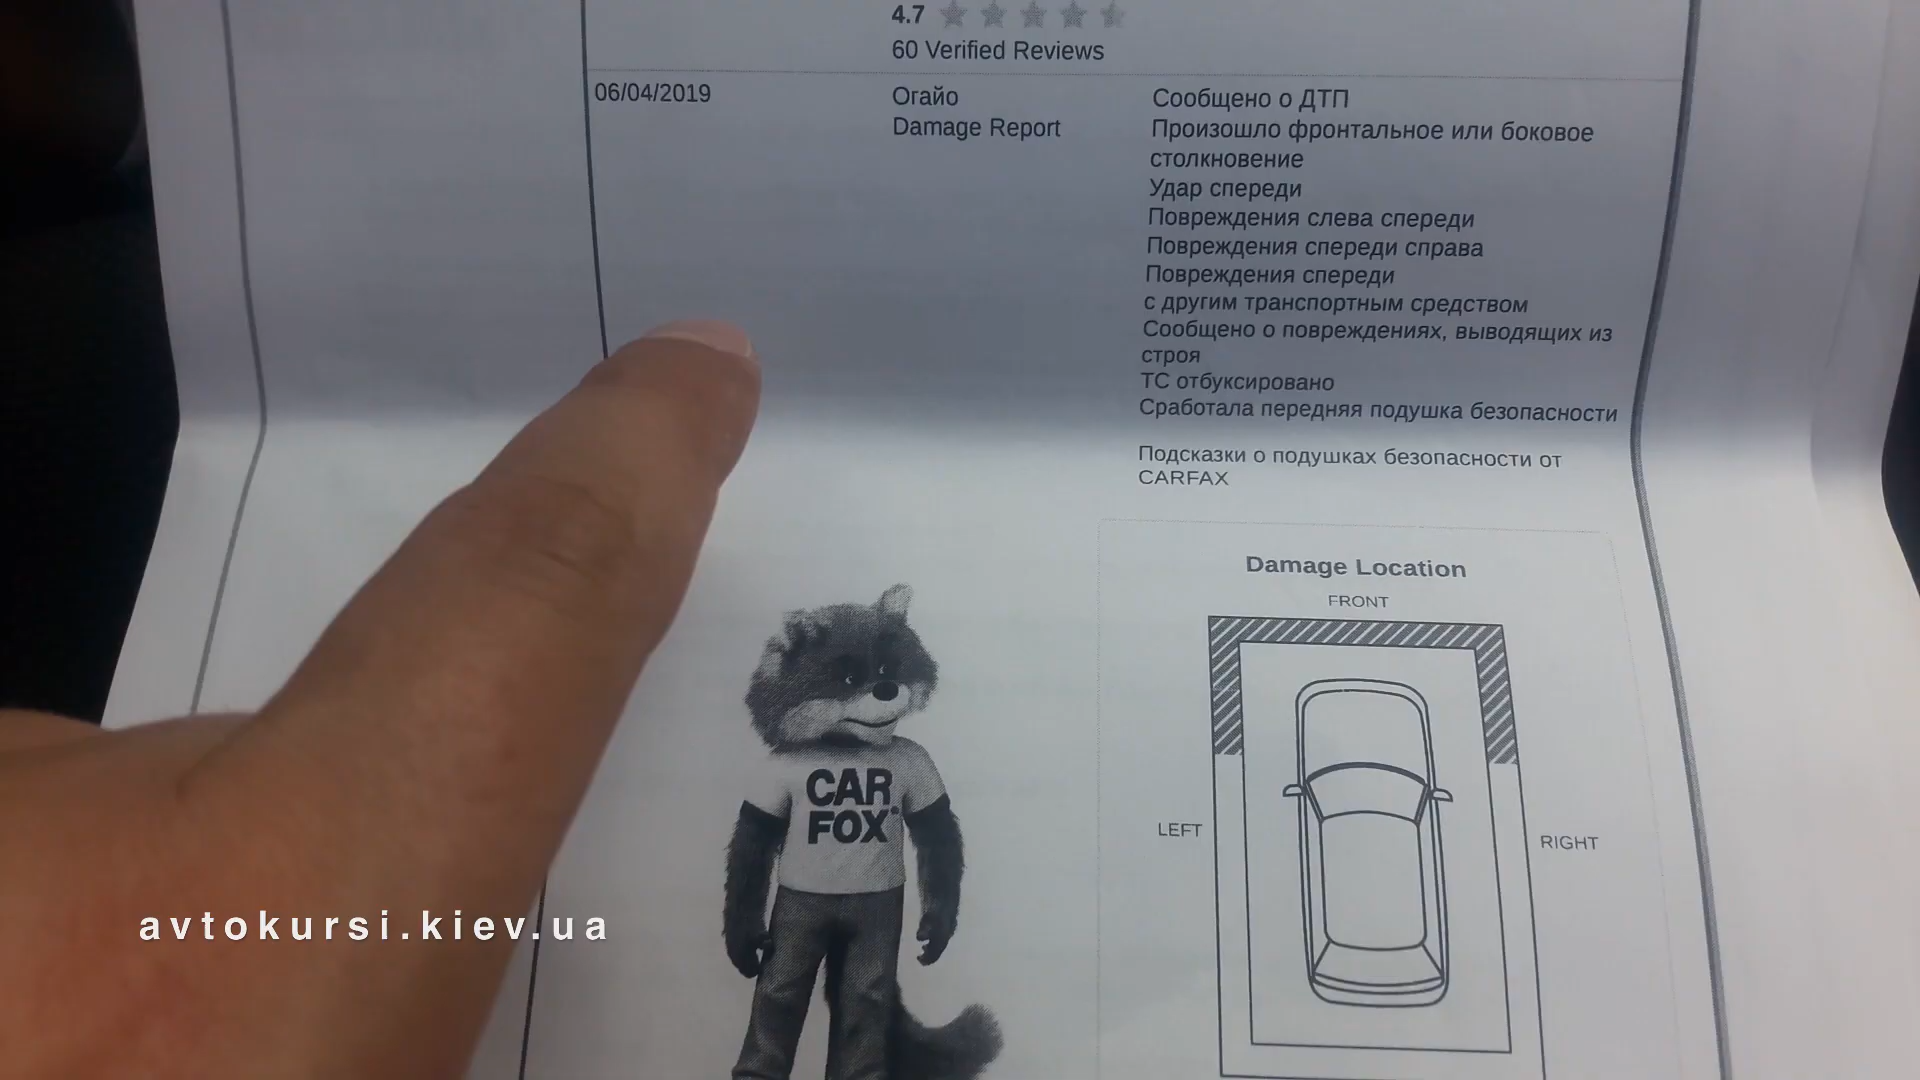 4.7
60 Verified Reviews
06/04/2019
Огайо
Damage Report
Сообщено о ДТП
Произошло фронтальное или боковое
столкновение
Удар спереди
Повреждения слева спереди
Повреждения спереди справа
Повреждения спереди
с другим транспортным средством
Сообщено о повреждениях, выводящих из
строя
ТС отбуксировано
Сработала передняя подушка безопасности
Подсказки о подушках безопасности от
CARFAX
Damage Location
FRONT
LEFT
RIGHT
CAR
FOX
avtokursi.kiev.ua